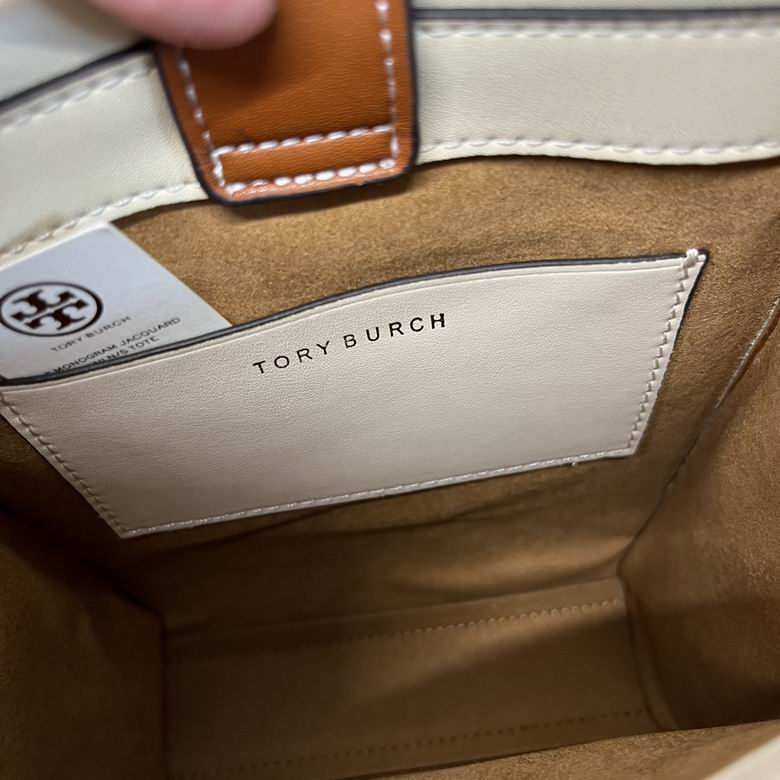 TORY BURCH
MONOGRAM JACQUARD
N/S TOTE
TORY BURCH